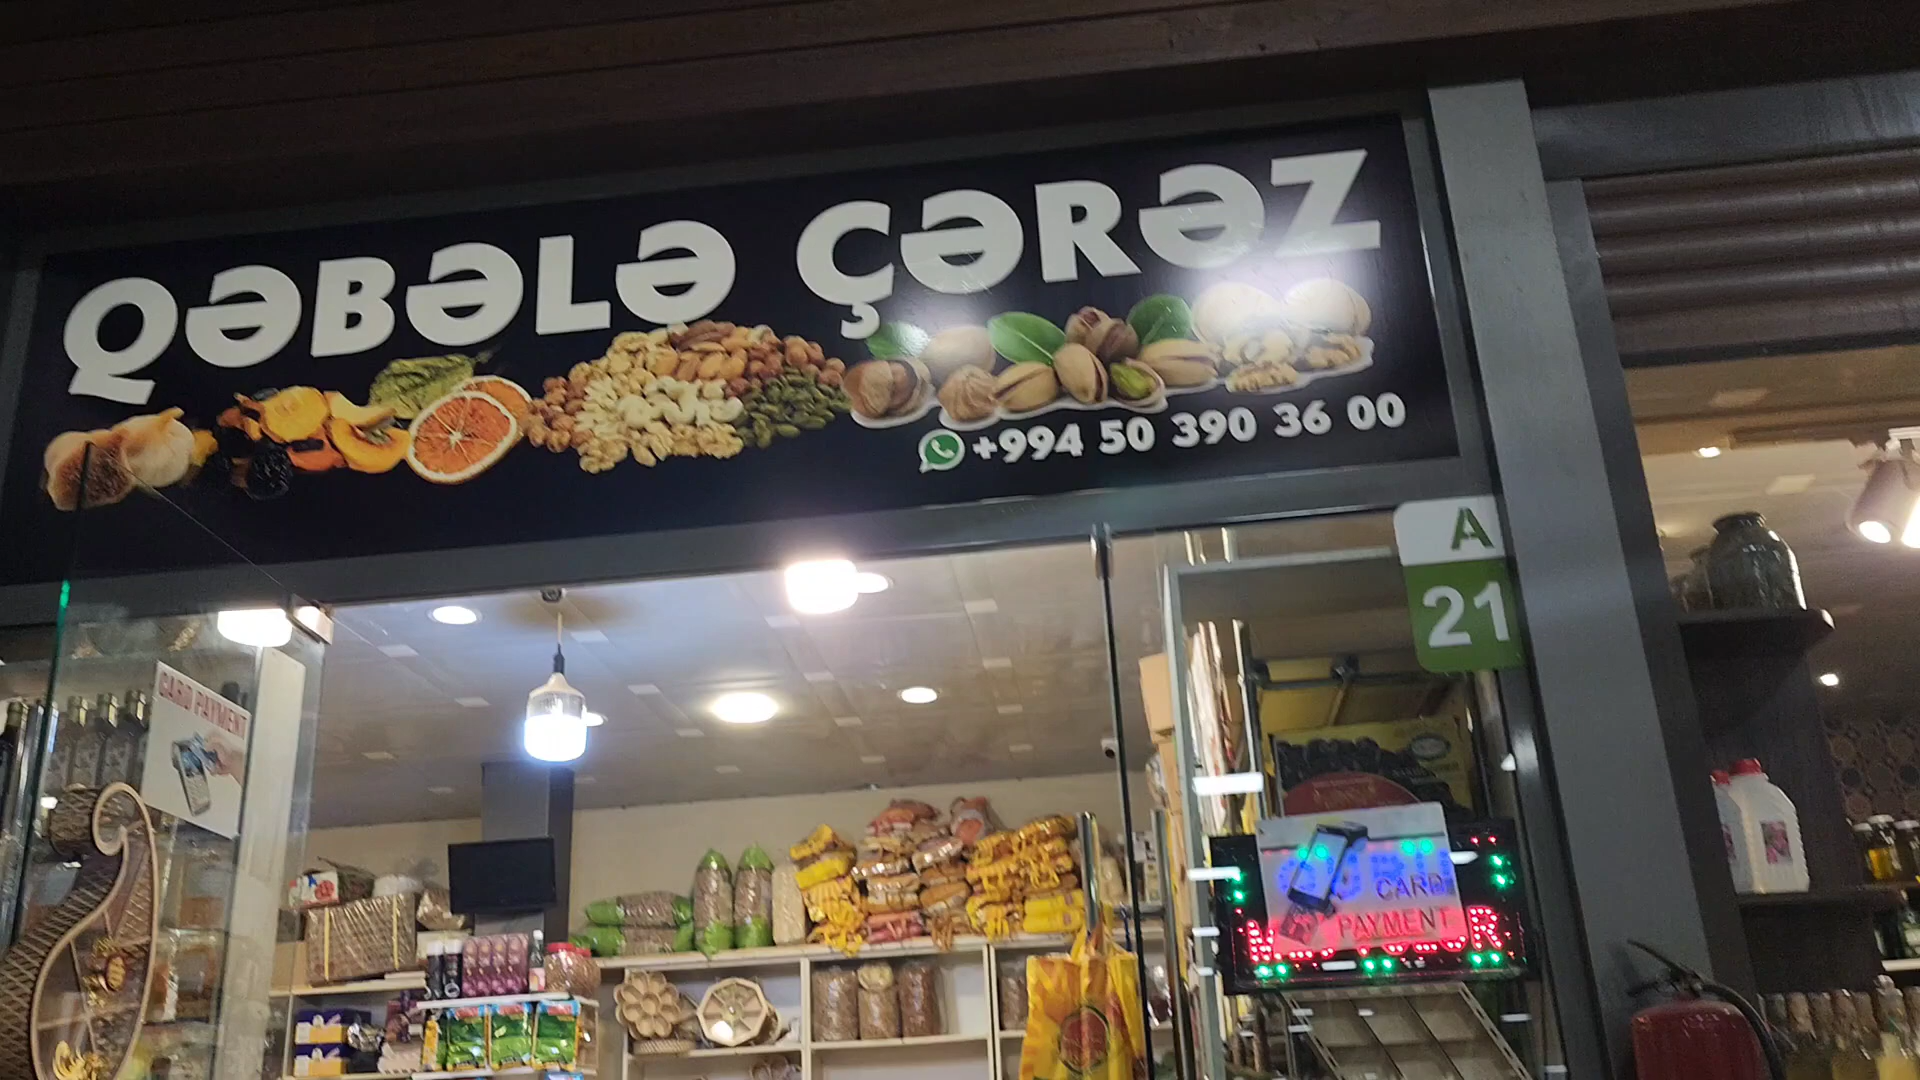 QƏBƏLƏ ÇƏRƏZ
+994 50 390 36 00
A
21
CARD PAYMENT
CARD
PAYMENT